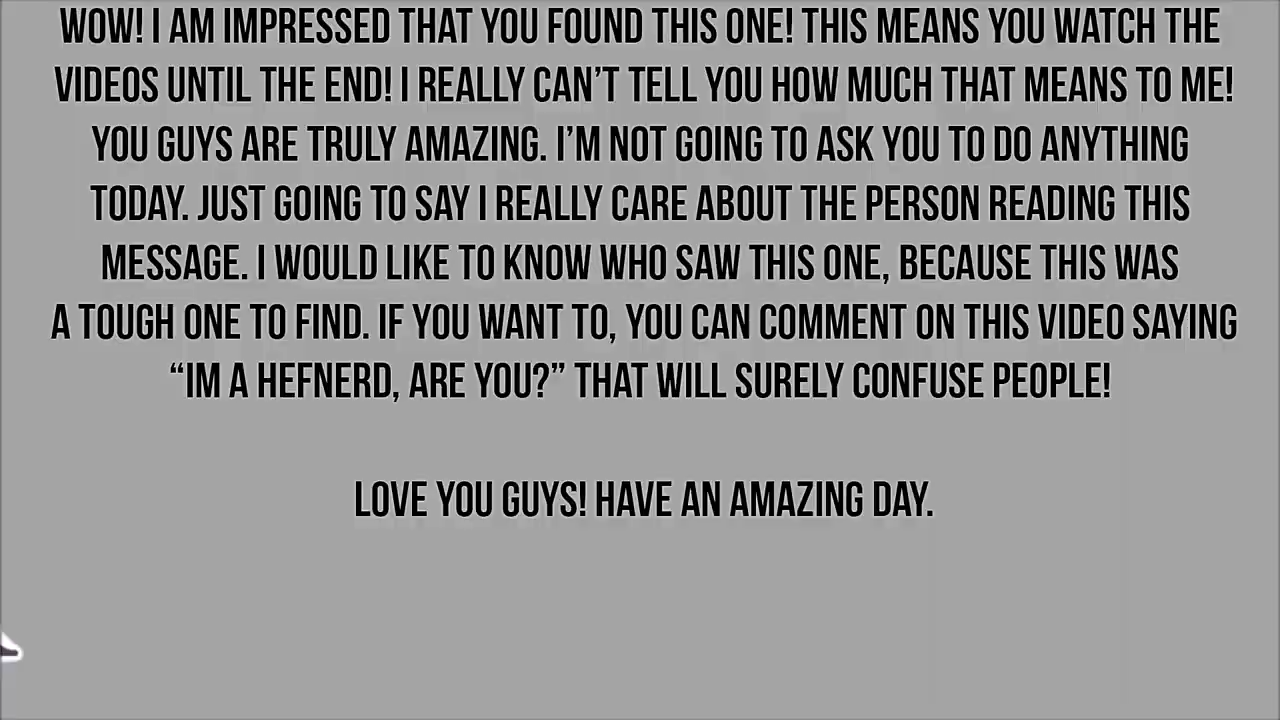 WOW! I AM IMPRESSED THAT YOU FOUND THIS ONE! THIS MEANS YOU WATCH THE
VIDEOS UNTIL THE END! I REALLY CAN'T TELL YOU HOW MUCH THAT MEANS TO ME!
YOU GUYS ARE TRULY AMAZING. I'M NOT GOING TO ASK YOU TO DO ANYTHING
TODAY. JUST GOING TO SAY I REALLY CARE ABOUT THE PERSON READING THIS
MESSAGE. I WOULD LIKE TO KNOW WHO SAW THIS ONE, BECAUSE THIS WAS
A TOUGH ONE TO FIND. IF YOU WANT TO, YOU CAN COMMENT ON THIS VIDEO SAYING
“IM A HEFNERD, ARE YOU?” THAT WILL SURELY CONFUSE PEOPLE!
LOVE YOU GUYS! HAVE AN AMAZING DAY.